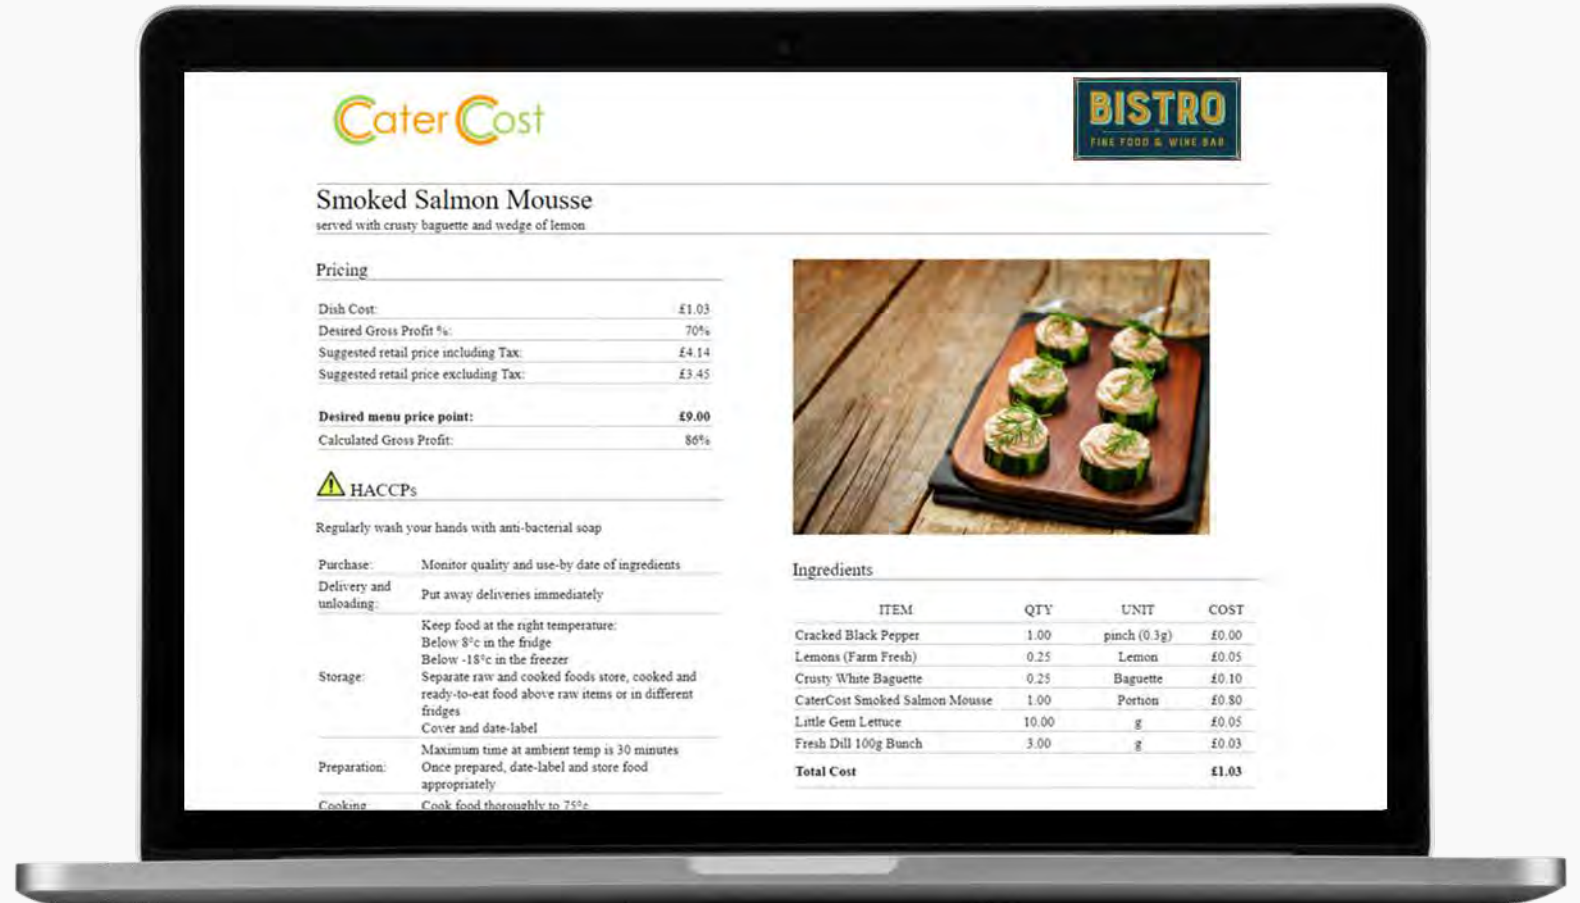 CaterCost
BISTRO
FINE FOOD & WINE BAR
Smoked Salmon Mousse
served with crusty baguette and wedge of lemon
Pricing
Dish Cost: £1.03
Desired Gross Profit %: 70%
Suggested retail price including Tax: £4.14
Suggested retail price excluding Tax: £3.45
Desired menu price point: £9.00
Calculated Gross Profit: 86%
HACCPs
Regularly wash your hands with anti-bacterial soap
Purchase: Monitor quality and use-by date of ingredients
Delivery and
unloading: Put away deliveries immediately
Keep food at the right temperature:
Below 8°c in the fridge
Below -18°c in the freezer
Storage: Separate raw and cooked foods store, cooked and
ready-to-eat food above raw items or in different
fridges
Cover and date-label
Maximum time at ambient temp is 30 minutes
Preparation: Once prepared, date-label and store food
appropriately
Cooking: Cook food thoroughly to 75°c
Ingredients
ITEM QTY UNIT COST
Cracked Black Pepper 1.00 pinch (0.3g) £0.00
Lemons (Farm Fresh) 0.25 Lemon £0.05
Crusty White Baguette 0.25 Baguette £0.10
CaterCost Smoked Salmon Mousse 1.00 Portion £0.80
Little Gem Lettuce 10.00 g £0.05
Fresh Dill 100g Bunch 3.00 g £0.03
Total Cost £1.03